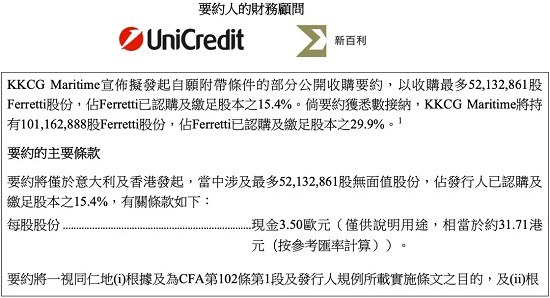 要約人的財務顧問
UniCredit
新百利
KKCG Maritime宣佈擬發起自願附帶條件的部分公開收購要約，以收購最多52,132,861股
Ferretti股份，佔Ferretti已認購及繳足股本之15.4%。倘要約獲悉數接納，KKCG Maritime將持
有101,162,888股Ferretti股份，佔Ferretti已認購及繳足股本之29.9%。1
要約的主要條款
要約將僅於意大利及香港發起，當中涉及最多52,132,861股無面值股份，佔發行人已認購及
繳足股本之15.4%，有關條款如下：
每股股份 ........................................................................現金3.50歐元（僅供說明用途，相當於約31.71港
元（按參考匯率計算））。
要約將一視同仁地(i)根據及為CFA第102條第1段及發行人規例所載實施條文之目的，及(ii)根